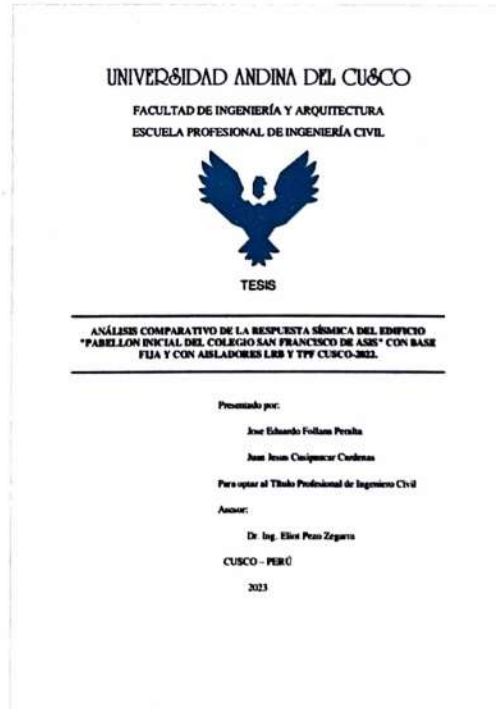 UNIVERSIDAD ANDINA DEL CUSCO
FACULTAD DE INGENIERÍA Y ARQUITECTURA
ESCUELA PROFESIONAL DE INGENIERÍA CIVIL
TESIS
ANÁLISIS COMPARATIVO DE LA RESPUESTA SÍSMICA DEL EDIFICIO
"PABELLON INICIAL DEL COLEGIO SAN FRANCISCO DE ASIS" CON BASE
FIJA Y CON AISLADORES LRB Y TPF CUSCO-2022.
Presentado por:
Jose Eduardo Follana Peralta
Juan Jesus Cusipaucar Cardenas
Para optar al Título Profesional de Ingeniero Civil
Asesor:
Dr. Ing. Eliot Pezo Zegarra
CUSCO – PERÚ
2023